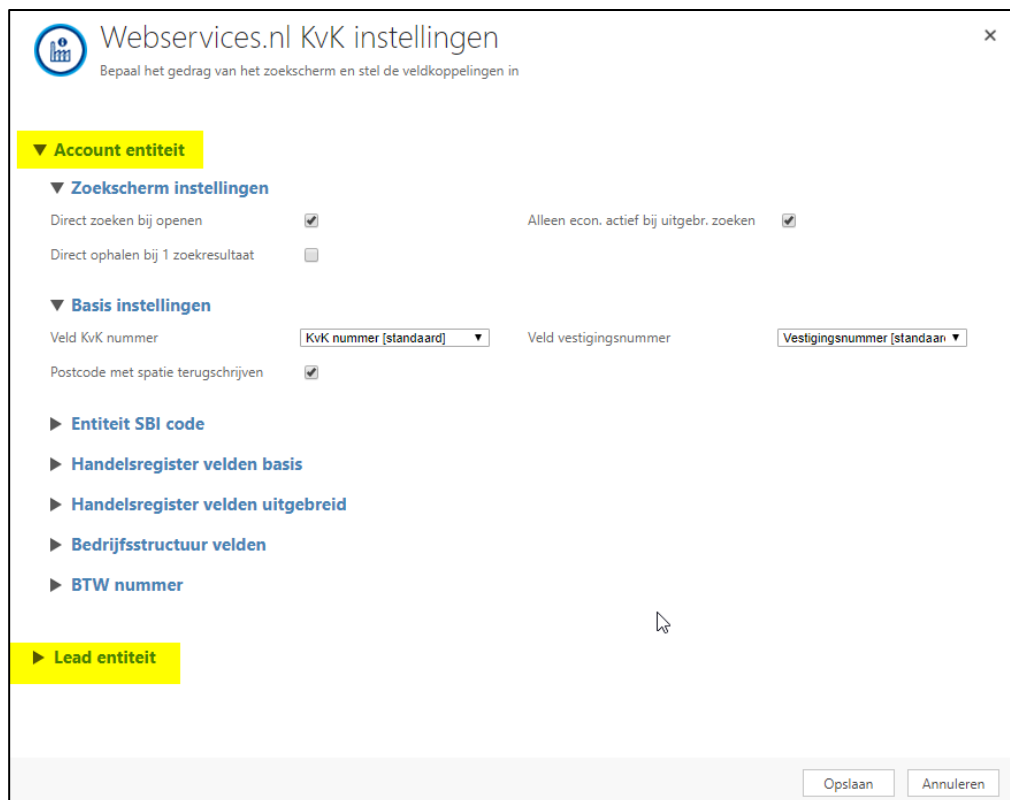 Webservices.nl KvK instellingen
Bepaal het gedrag van het zoekscherm en stel de veldkoppelingen in
Account entiteit
Zoekscherm instellingen
Direct zoeken bij openen
Alleen econ. actief bij uitgebr. zoeken
Direct ophalen bij 1 zoekresultaat
Basis instellingen
Veld KvK nummer
KvK nummer [standaard]
Veld vestigingsnummer
Vestigingsnummer [standaar
Postcode met spatie terugschrijven
Entiteit SBI code
Handelsregister velden basis
Handelsregister velden uitgebreid
Bedrijfsstructuur velden
BTW nummer
Lead entiteit
Opslaan
Annuleren